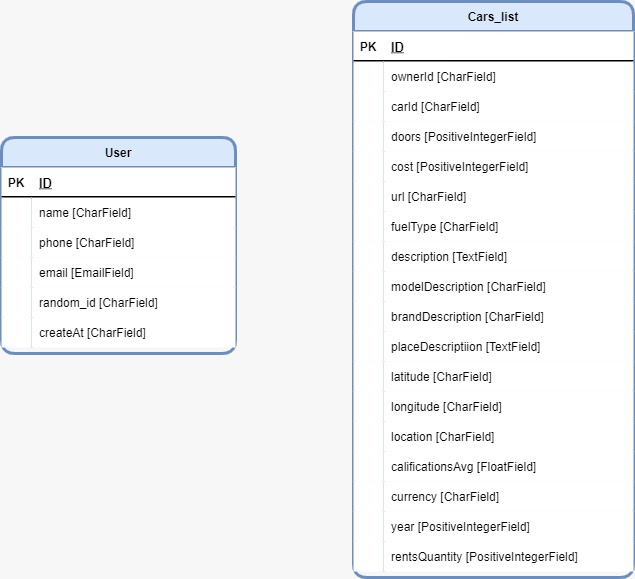 User
PK ID
name [CharField]
phone [CharField]
email [EmailField]
random_id [CharField]
createAt [CharField]
Cars_list
PK ID
ownerId [CharField]
carId [CharField]
doors [PositiveIntegerField]
cost [PositiveIntegerField]
url [CharField]
fuelType [CharField]
description [TextField]
modelDescription [CharField]
brandDescription [CharField]
placeDescriptiion [TextField]
latitude [CharField]
longitude [CharField]
location [CharField]
calificationsAvg [FloatField]
currency [CharField]
year [PositiveIntegerField]
rentsQuantity [PositiveIntegerField]